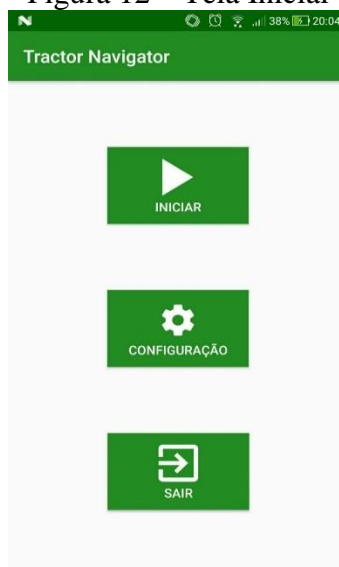 Figura 12 – Tela Inicial
N 38% 20:04
Tractor Navigator
INICIAR
CONFIGURAÇÃO
SAIR